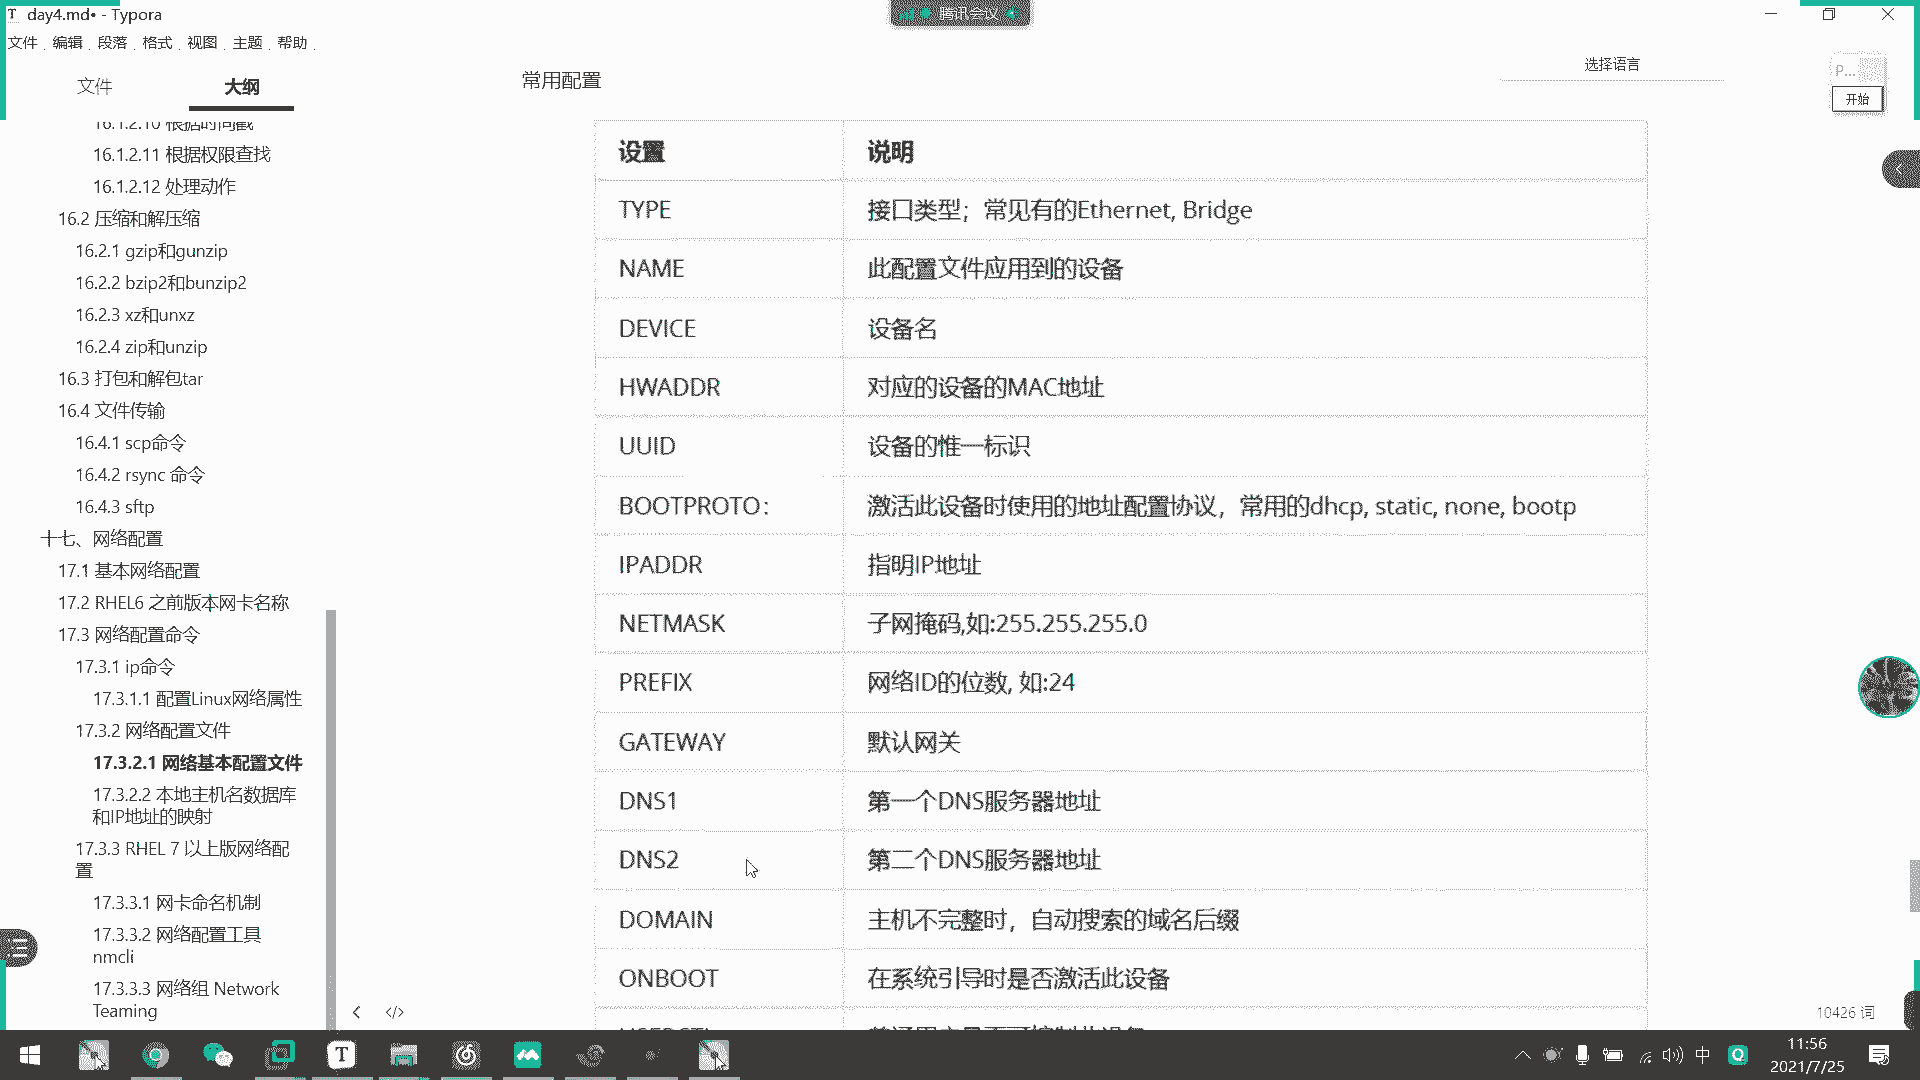 day4.md• - Typora
腾讯会议
文件 编辑 段落 格式 视图 主题 帮助
文件 大纲
16.1.2.10 根据时间戳
16.1.2.11 根据权限查找
16.1.2.12 处理动作
16.2 压缩和解压缩
16.2.1 gzip和gunzip
16.2.2 bzip2和bunzip2
16.2.3 xz和unxz
16.2.4 zip和unzip
16.3 打包和解包tar
16.4 文件传输
16.4.1 scp命令
16.4.2 rsync 命令
16.4.3 sftp
十七、网络配置
17.1 基本网络配置
17.2 RHEL6 之前版本网卡名称
17.3 网络配置命令
17.3.1 ip命令
17.3.1.1 配置Linux网络属性
17.3.2 网络配置文件
17.3.2.1 网络基本配置文件
17.3.2.2 本地主机名数据库
和IP地址的映射
17.3.3 RHEL 7 以上版网络配
置
17.3.3.1 网卡命名机制
17.3.3.2 网络配置工具
nmcli
17.3.3.3 网络组 Network
Teaming
常用配置
选择语言
P...
开始
设置 说明
TYPE 接口类型；常见有的Ethernet, Bridge
NAME 此配置文件应用到的设备
DEVICE 设备名
HWADDR 对应的设备的MAC地址
UUID 设备的惟一标识
BOOTPROTO： 激活此设备时使用的地址配置协议，常用的dhcp, static, none, bootp
IPADDR 指明IP地址
NETMASK 子网掩码,如:255.255.255.0
PREFIX 网络ID的位数, 如:24
GATEWAY 默认网关
DNS1 第一个DNS服务器地址
DNS2 第二个DNS服务器地址
DOMAIN 主机不完整时，自动搜索的域名后缀
ONBOOT 在系统引导时是否激活此设备
10426 词
中
11:56
2021/7/25